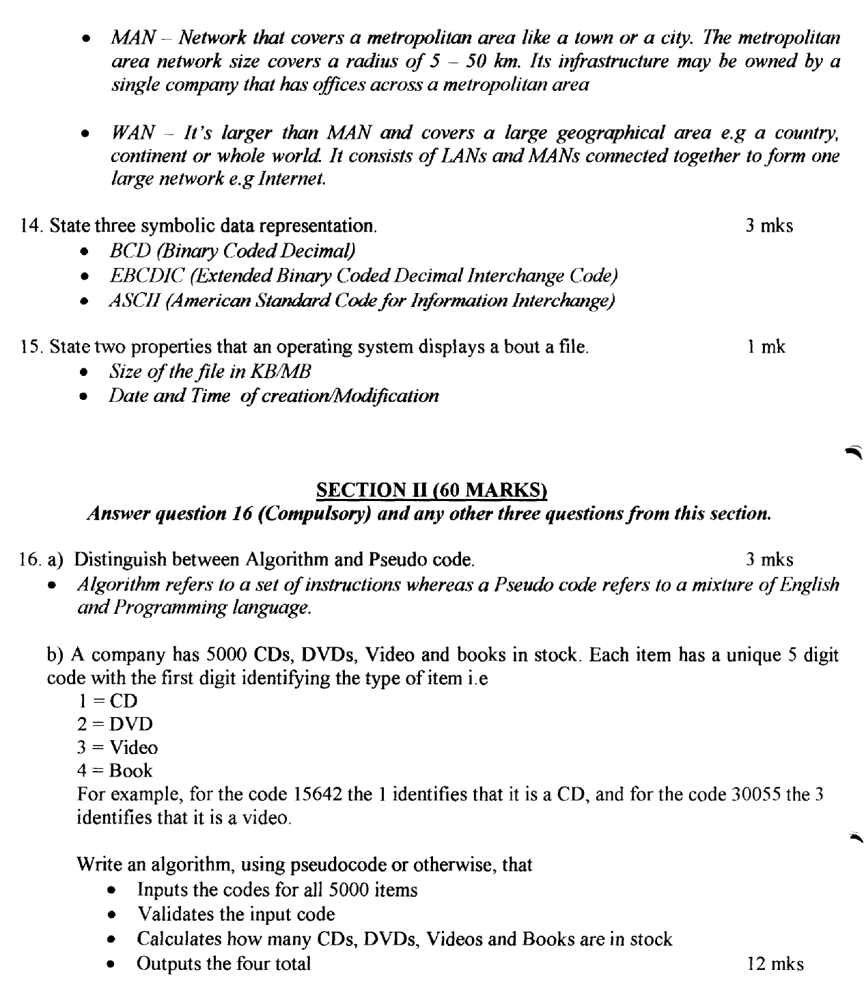 • MAN – Network that covers a metropolitan area like a town or a city. The metropolitan
area network size covers a radius of 5 – 50 km. Its infrastructure may be owned by a
single company that has offices across a metropolitan area
• WAN – It's larger than MAN and covers a large geographical area e.g a country,
continent or whole world. It consists of LANs and MANs connected together to form one
large network e.g Internet.
14. State three symbolic data representation. 3 mks
• BCD (Binary Coded Decimal)
• EBCDIC (Extended Binary Coded Decimal Interchange Code)
• ASCII (American Standard Code for Information Interchange)
15. State two properties that an operating system displays a bout a file. 1 mk
• Size of the file in KB/MB
• Date and Time of creation/Modification
SECTION II (60 MARKS)
Answer question 16 (Compulsory) and any other three questions from this section.
16. a) Distinguish between Algorithm and Pseudo code. 3 mks
• Algorithm refers to a set of instructions whereas a Pseudo code refers to a mixture of English
and Programming language.
b) A company has 5000 CDs, DVDs, Video and books in stock. Each item has a unique 5 digit
code with the first digit identifying the type of item i.e
1 = CD
2 = DVD
3 = Video
4 = Book
For example, for the code 15642 the 1 identifies that it is a CD, and for the code 30055 the 3
identifies that it is a video.
Write an algorithm, using pseudocode or otherwise, that
• Inputs the codes for all 5000 items
• Validates the input code
• Calculates how many CDs, DVDs, Videos and Books are in stock
• Outputs the four total 12 mks